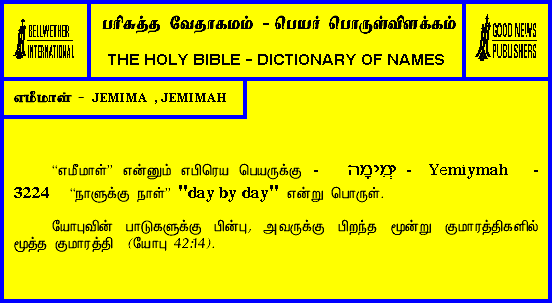 BELLWETHER
INTERNATIONAL
பரிசுத்த வேதாகமம் - பெயர் பொருள்விளக்கம்
THE HOLY BIBLE - DICTIONARY OF NAMES
GOOD NEWS
PUBLISHERS
எமீமாள் - JEMIMA , JEMIMAH
“எமீமாள்” என்னும் எபிரெய பெயருக்கு - יְמִימָה - Yemiymah -
3224 “நாளுக்கு நாள்” "day by day" என்று பொருள்.
யோபுவின் பாடுகளுக்கு பின்பு, அவருக்கு பிறந்த மூன்று குமாரத்திகளில்
மூத்த குமாரத்தி (யோபு 42:14).